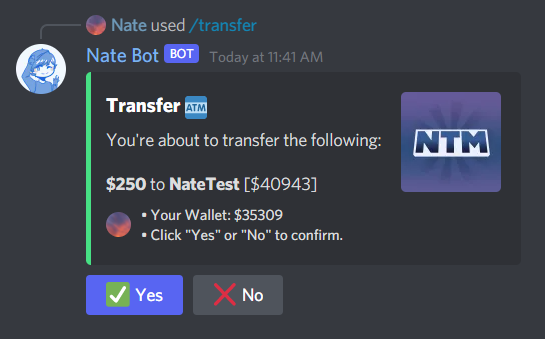 Nate used /transfer
Nate Bot BOT Today at 11:41 AM
Transfer ATM
You're about to transfer the following:
NTM
$250 to NateTest [$40943]
• Your Wallet: $35309
• Click "Yes" or "No" to confirm.
Yes No